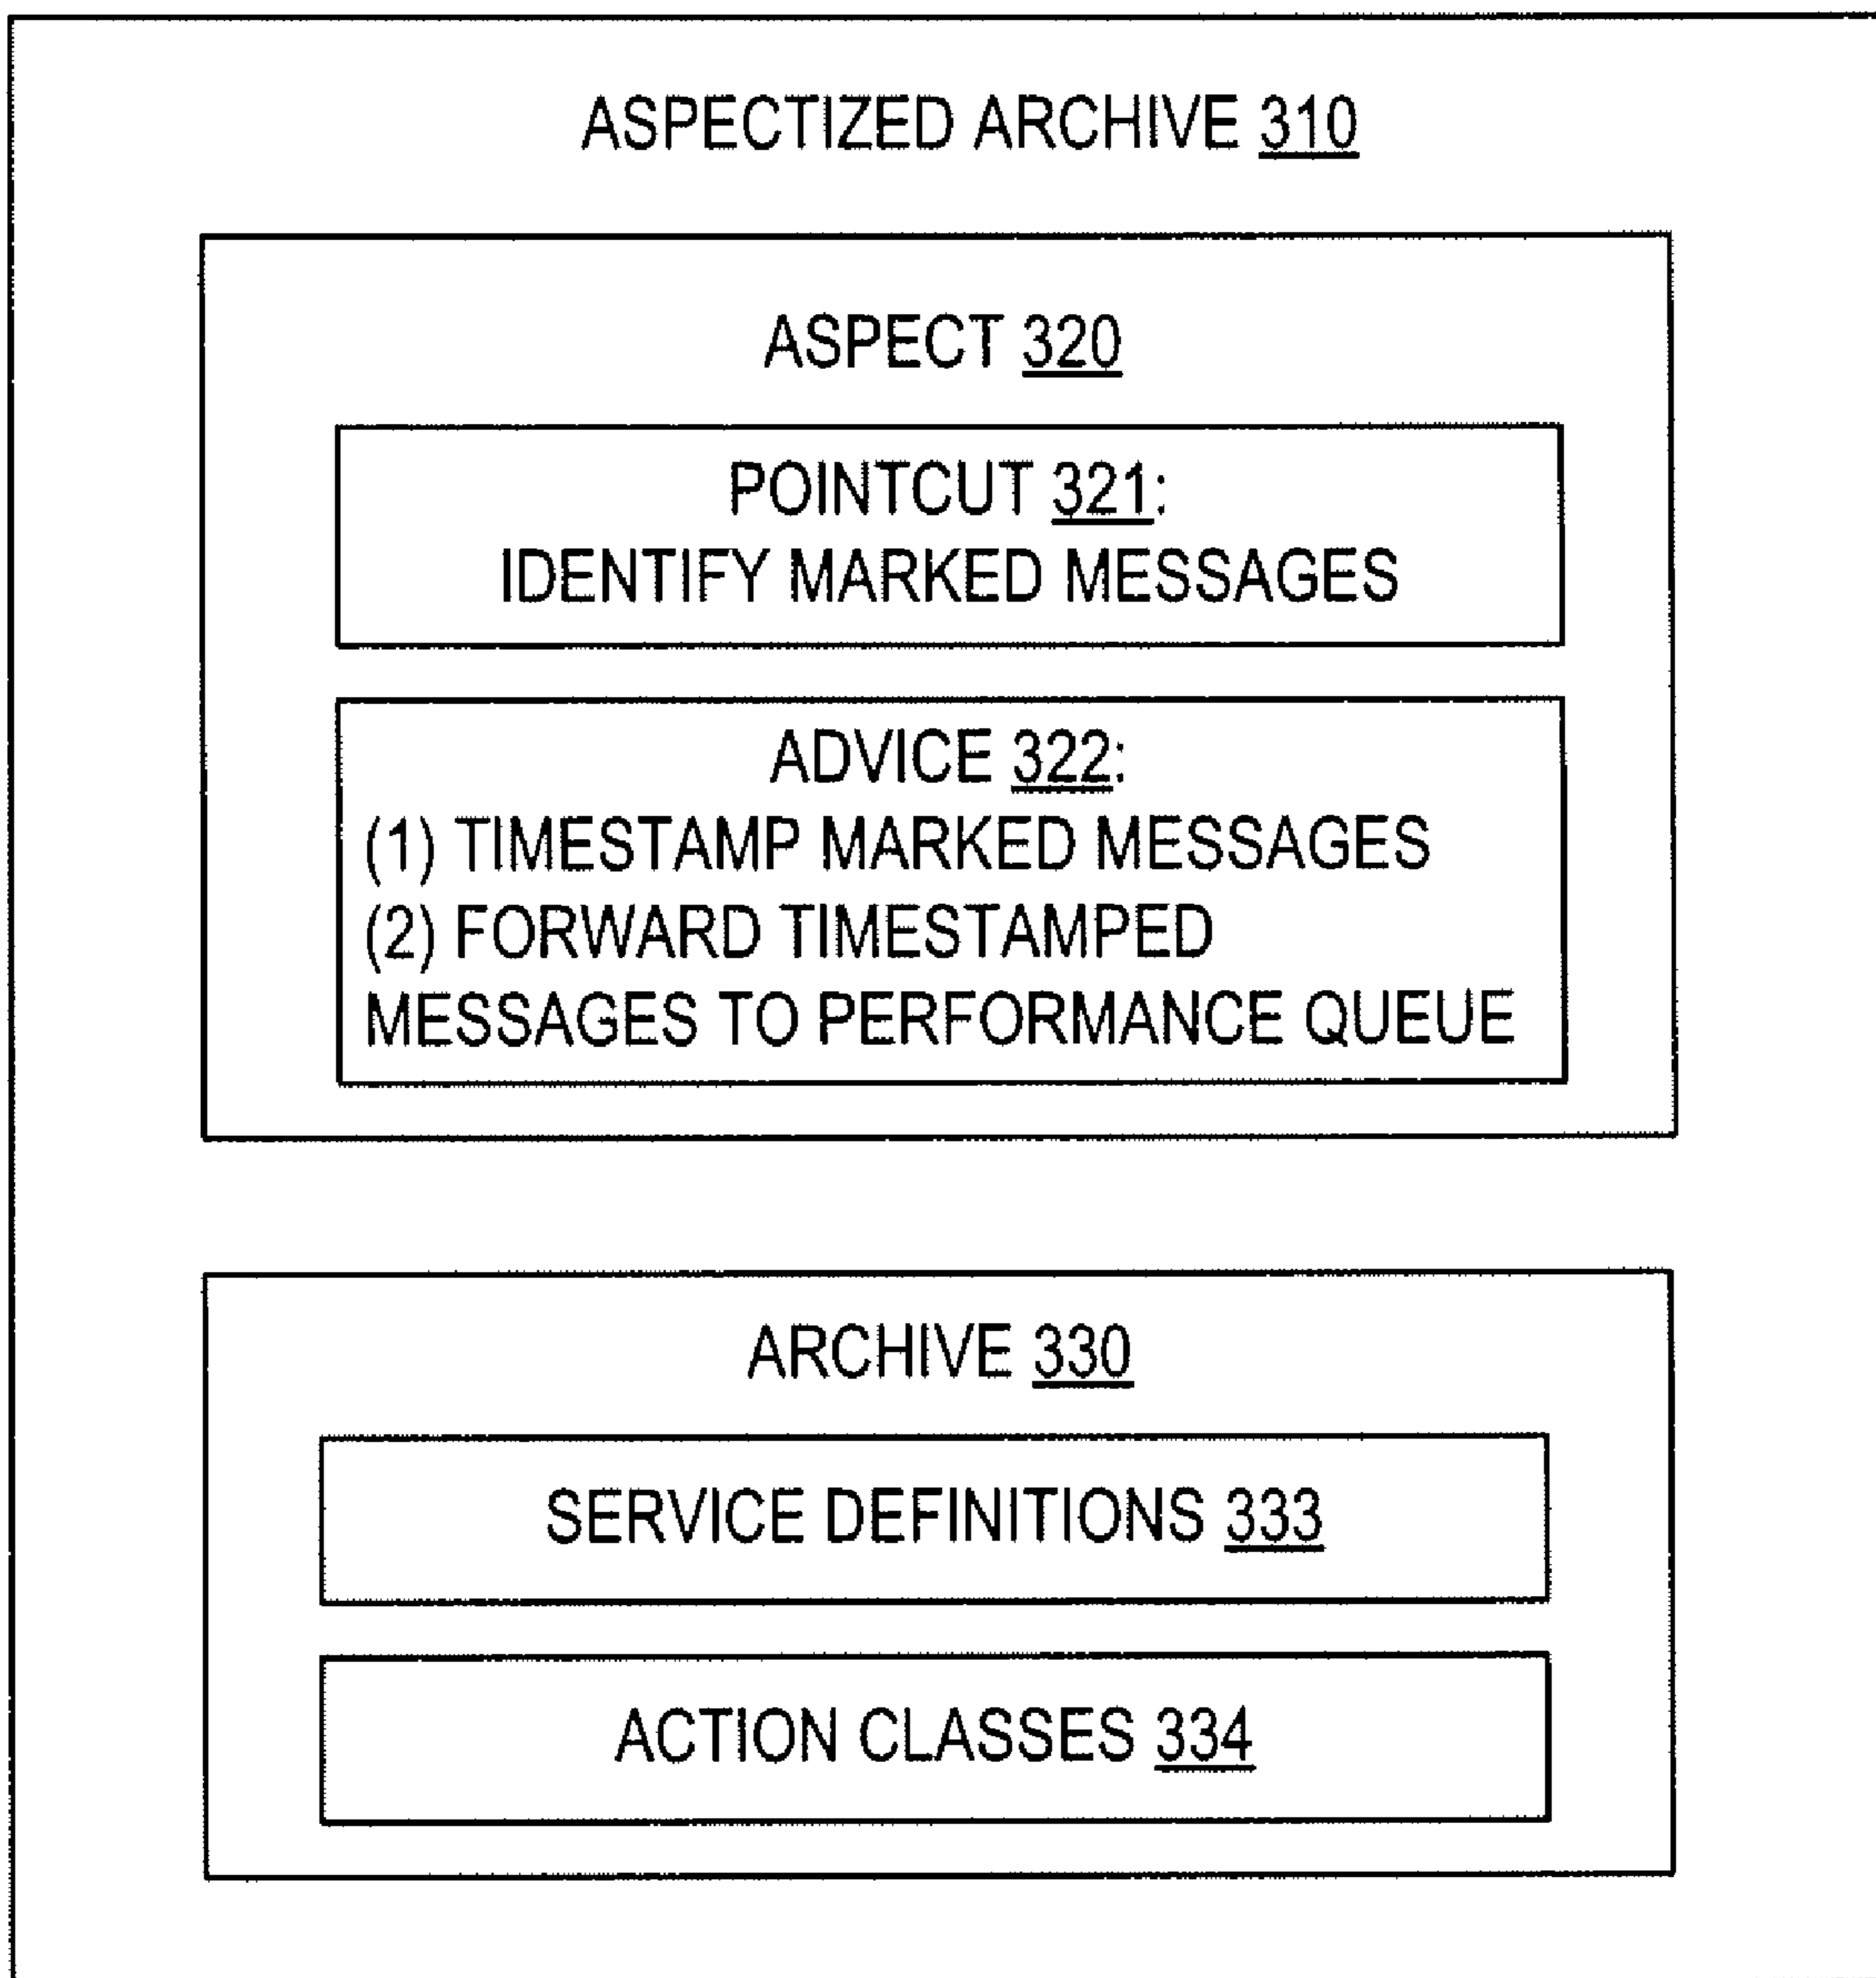 ASPECTIZED ARCHIVE 310
ASPECT 320
POINTCUT 321:
IDENTIFY MARKED MESSAGES
ADVICE 322:
(1) TIMESTAMP MARKED MESSAGES
(2) FORWARD TIMESTAMPED
MESSAGES TO PERFORMANCE QUEUE
ARCHIVE 330
SERVICE DEFINITIONS 333
ACTION CLASSES 334